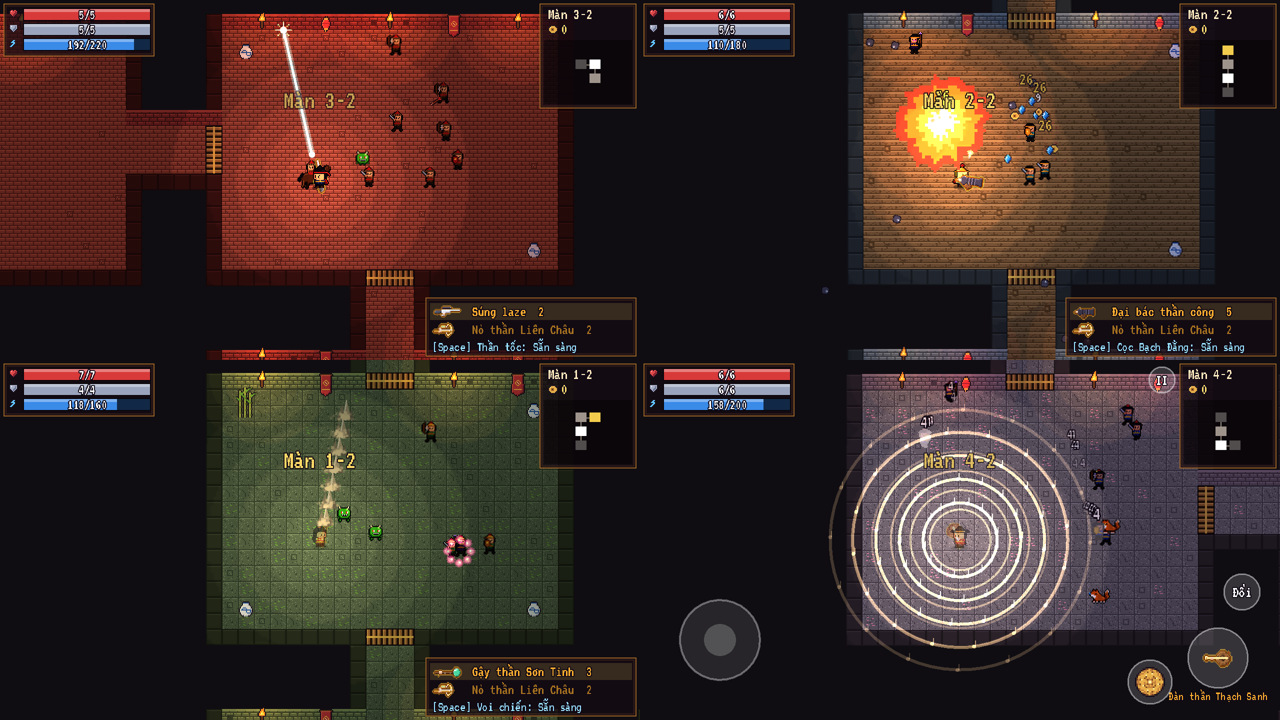 5/5
5/5
192/220
Màn 3-2
0
Màn 3-2
Súng laze 2
Nỏ thần Liên Châu 2
[Space] Thần tốc: Sẵn sàng
6/6
5/5
110/180
Màn 2-2
0
26
26
9
Màn 2-2
26
Đại bác thần công 5
Nỏ thần Liên Châu 2
[Space] Cọc Bạch Đằng: Sẵn sàng
7/7
4/4
118/160
Màn 1-2
0
Màn 1-2
Gậy thần Sơn Tinh 3
Nỏ thần Liên Châu 2
[Space] Voi chiến: Sẵn sàng
6/6
6/6
158/200
Màn 4-2
0
41
41
44
Màn 4-2
44
4
Đổi
Đàn thần Thạch Sanh